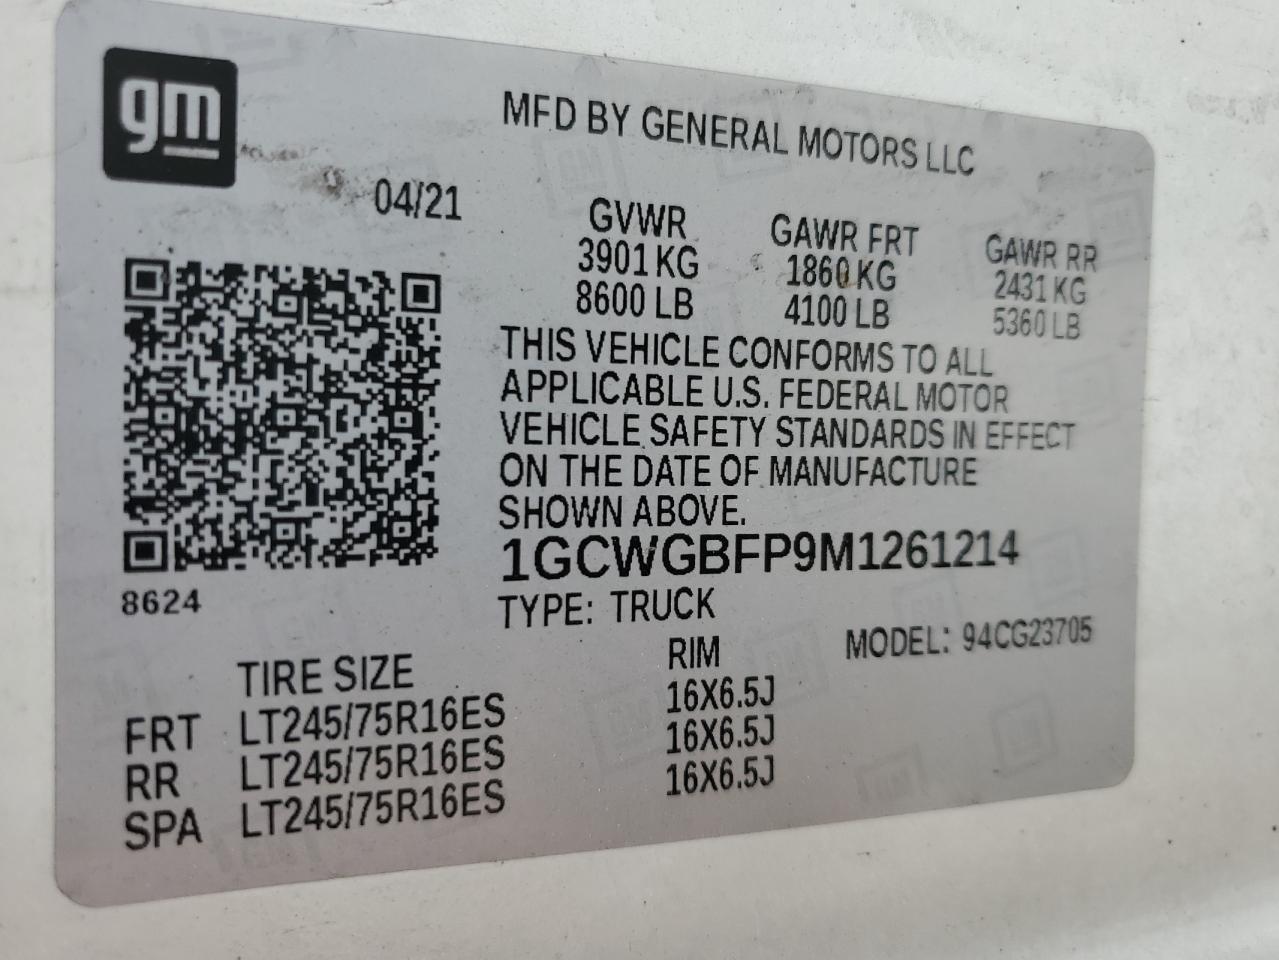 gm
MFD BY GENERAL MOTORS LLC
04/21
GVWR GAWR FRT GAWR RR
3901 KG 1860 KG 2431 KG
8600 LB 4100 LB 5360 LB
THIS VEHICLE CONFORMS TO ALL
APPLICABLE U.S. FEDERAL MOTOR
VEHICLE SAFETY STANDARDS IN EFFECT
ON THE DATE OF MANUFACTURE
SHOWN ABOVE.
1GCWGBFP9M1261214
8624
TYPE: TRUCK
MODEL: 94CG23705
TIRE SIZE RIM
FRT LT245/75R16ES 16X6.5J
RR LT245/75R16ES 16X6.5J
SPA LT245/75R16ES 16X6.5J